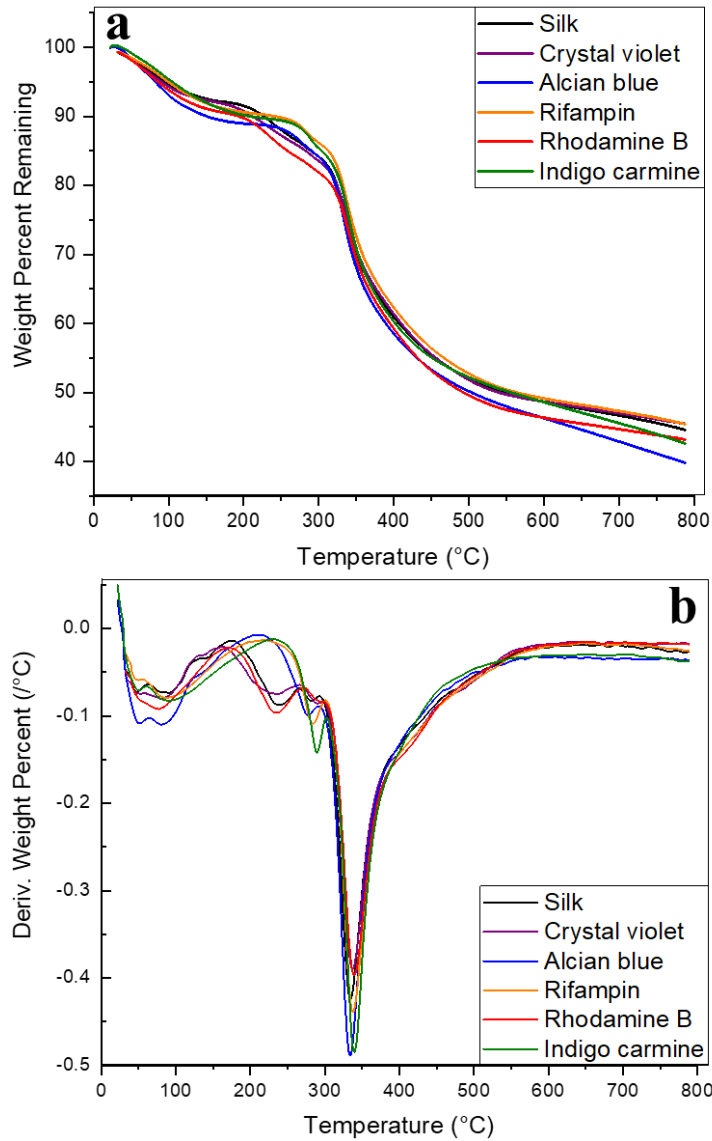 a
Silk
Crystal violet
Alcian blue
Rifampin
Rhodamine B
Indigo carmine
100
90
80
70
60
50
40
Weight Percent Remaining
0 100 200 300 400 500 600 700 800
Temperature (°C)
b
0.0
-0.1
-0.2
-0.3
-0.4
-0.5
Deriv. Weight Percent (/°C)
Silk
Crystal violet
Alcian blue
Rifampin
Rhodamine B
Indigo carmine
0 100 200 300 400 500 600 700 800
Temperature (°C)